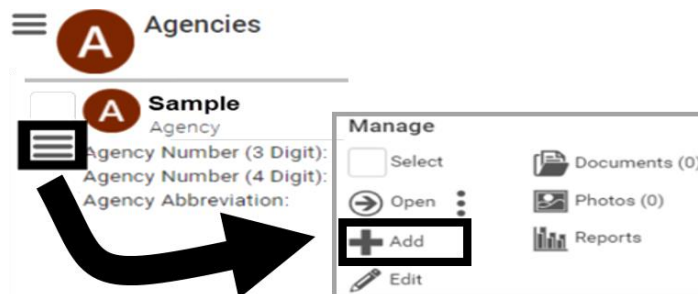 A Agencies
A Sample
Agency
Agency Number (3 Digit):
Agency Number (4 Digit):
Agency Abbreviation:
Manage
Select
Documents (0)
Open
Photos (0)
Add
Reports
Edit